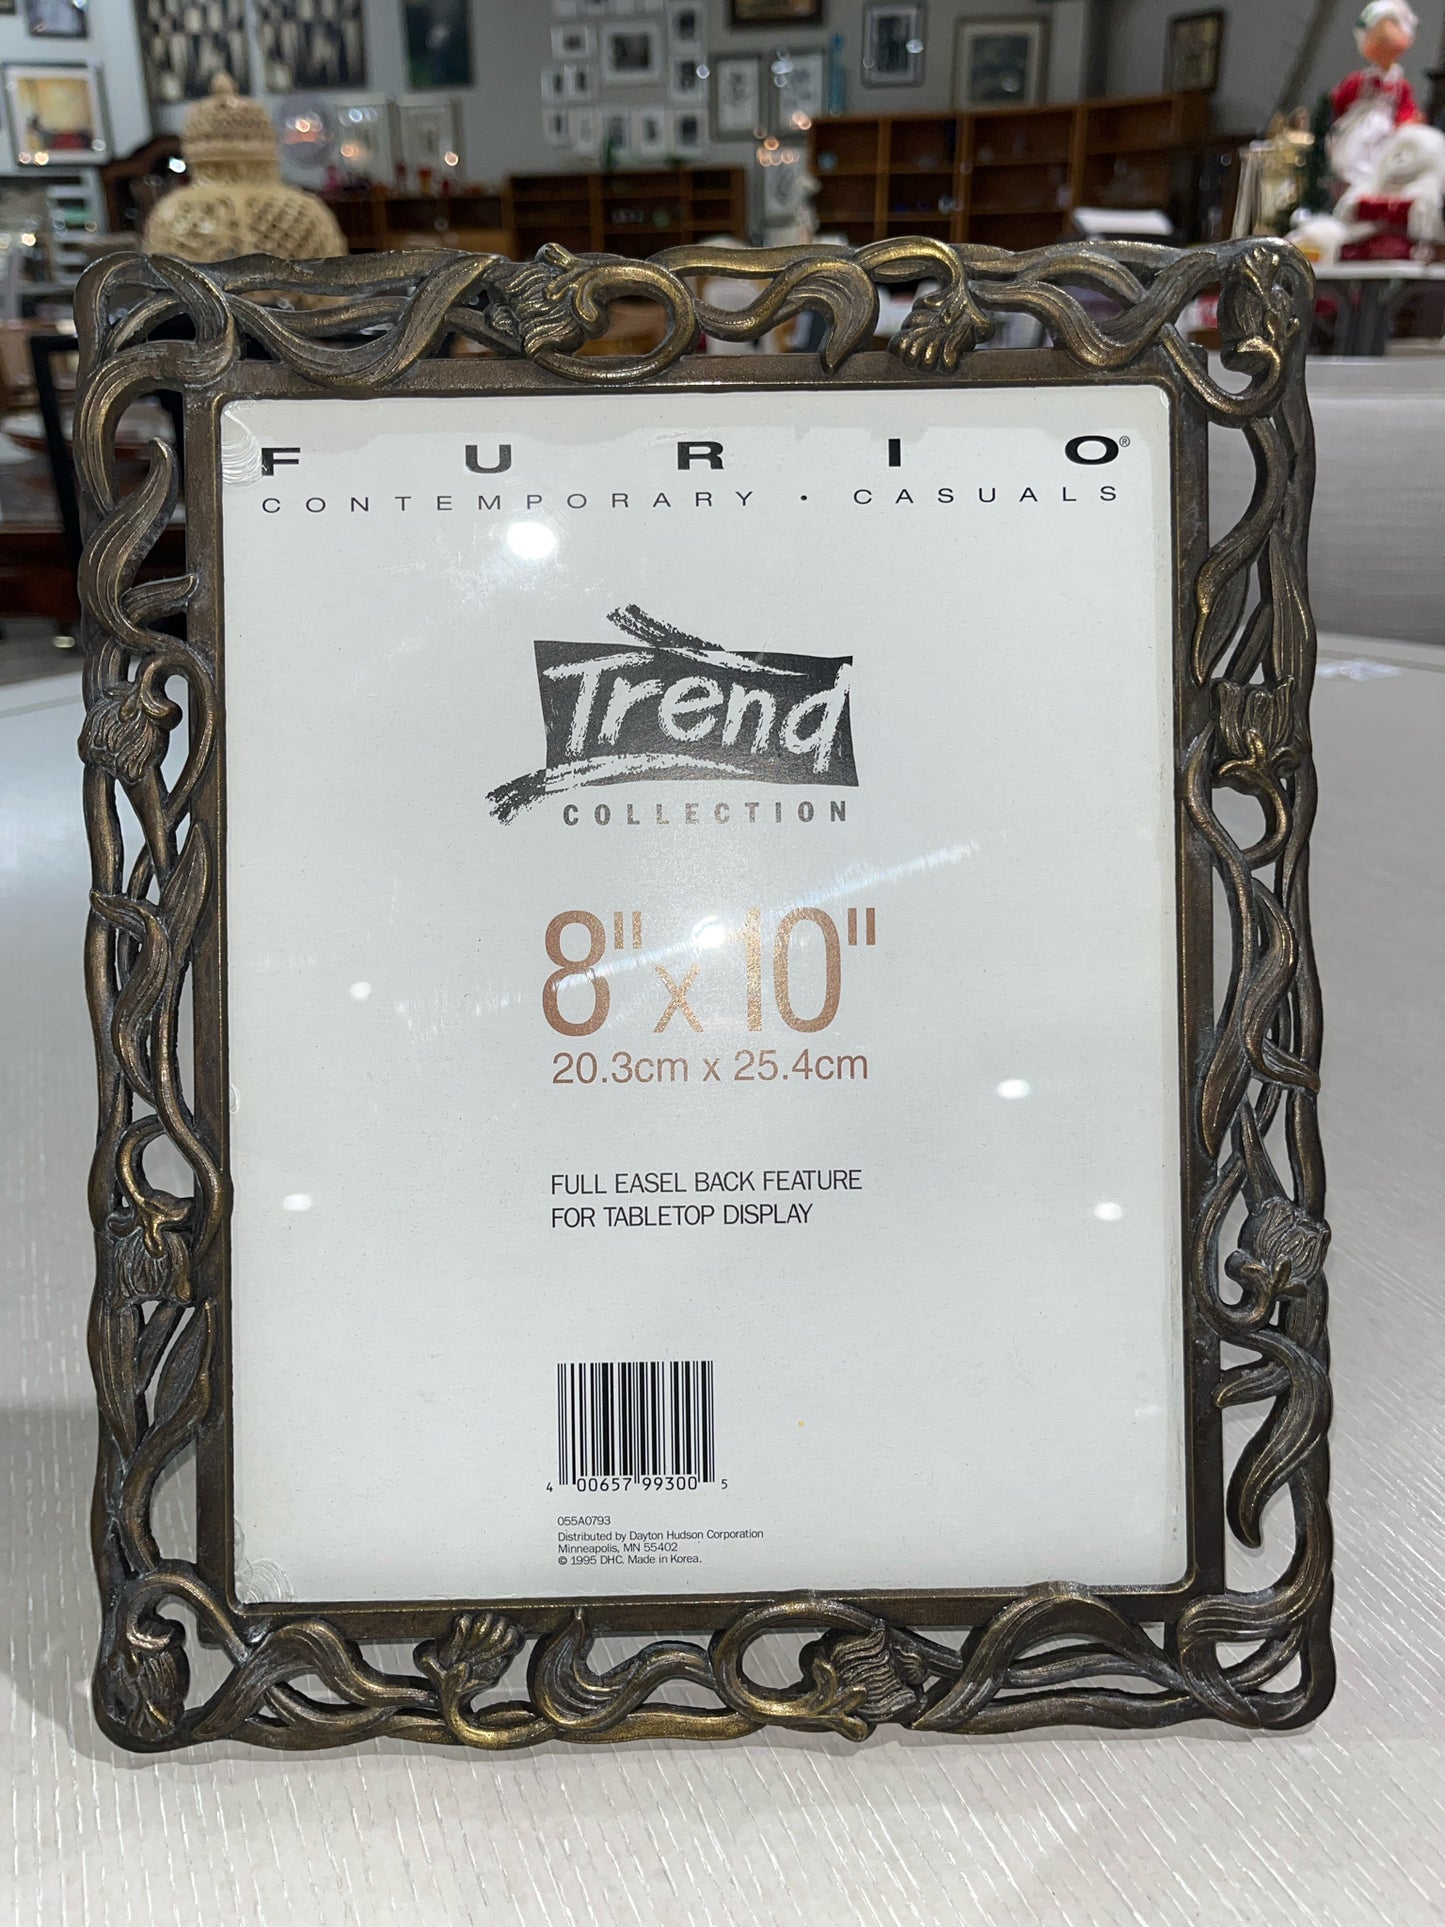 FURIO®
CONTEMPORARY · CASUALS
Trend
COLLECTION
8" x 10"
20.3cm x 25.4cm
FULL EASEL BACK FEATURE
FOR TABLETOP DISPLAY
4 00657 99300 5
055A0793
Distributed by Dayton Hudson Corporation
Minneapolis, MN 55402
© 1995 DHC. Made in Korea.